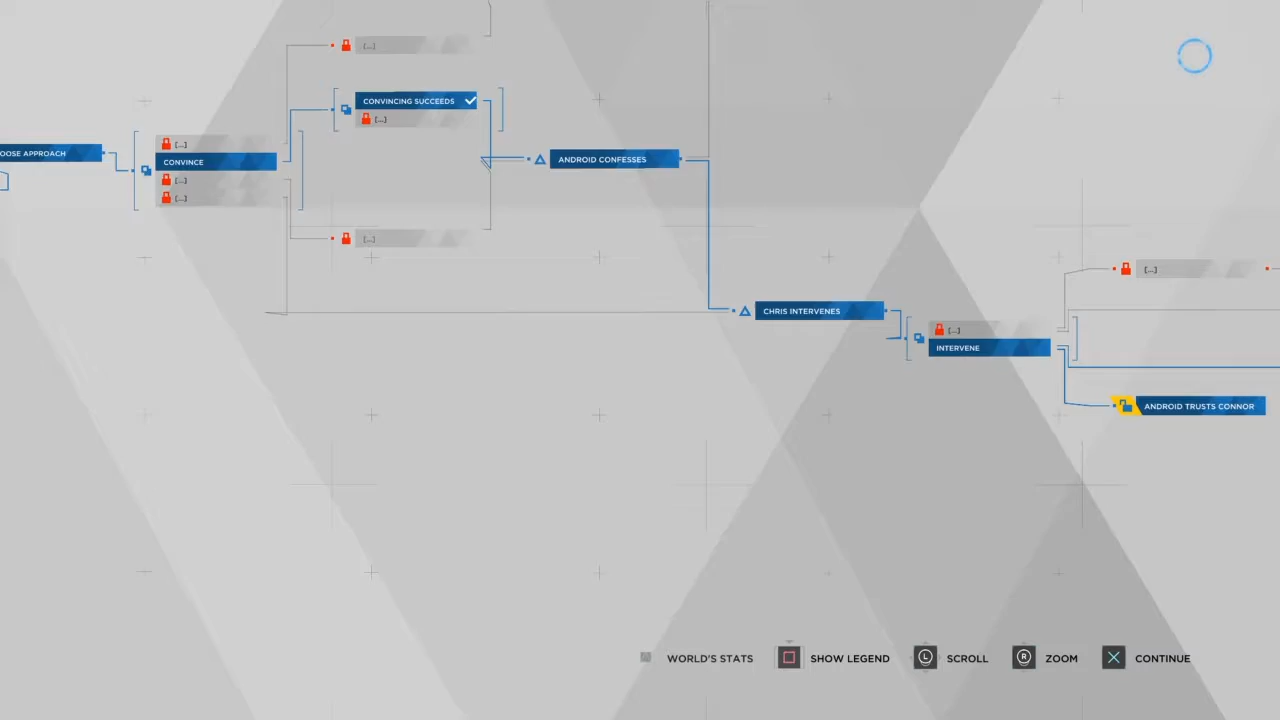 [...]
CONVINCING SUCCEEDS
[...]
[...]
OOSE APPROACH
CONVINCE
[...]
[...]
ANDROID CONFESSES
[...]
[...]
CHRIS INTERVENES
[...]
INTERVENE
ANDROID TRUSTS CONNOR
WORLD'S STATS
SHOW LEGEND
L
SCROLL
R
ZOOM
CONTINUE